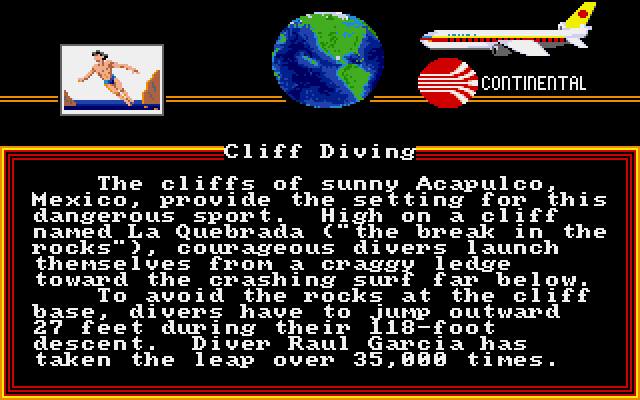 CONTINENTAL
Cliff Diving
The cliffs of sunny Acapulco,
Mexico, provide the setting for this
dangerous sport. High on a cliff
named La Quebrada ("the break in the
rocks"), courageous divers launch
themselves from a craggy ledge
toward the crashing surf far below.
To avoid the rocks at the cliff
base, divers have to jump outward
27 feet during their 118-foot
descent. Diver Raul Garcia has
taken the leap over 35,000 times.